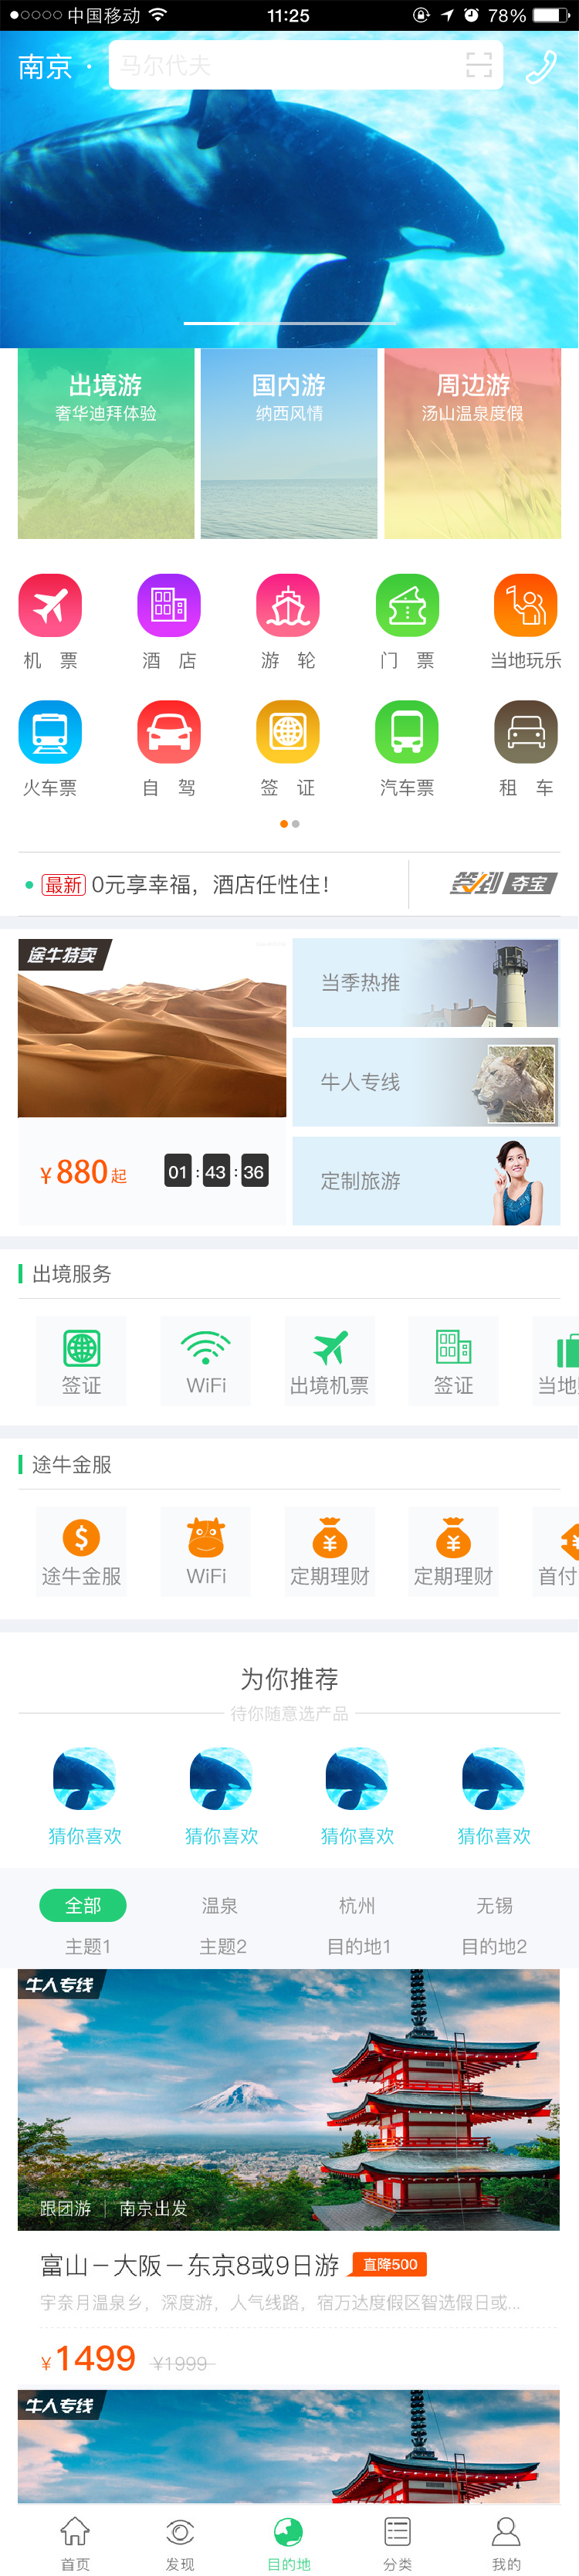 中国移动 11:25 78%
南京 · 马尔代夫
出境游 国内游 周边游
奢华迪拜体验 纳西风情 汤山温泉度假
机 票 酒 店 游 轮 门 票 当地玩乐
火车票 自 驾 签 证 汽车票 租 车
最新 0元享幸福，酒店任性住！ 签到 夺宝
途牛特卖
当季热推
牛人专线
¥880起 01:43:36
定制旅游
出境服务
签证 WiFi 出境机票 签证 当地
途牛金服
途牛金服 WiFi 定期理财 定期理财 首付
为你推荐
待你随意选产品
猜你喜欢 猜你喜欢 猜你喜欢 猜你喜欢
全部 温泉 杭州 无锡
主题1 主题2 目的地1 目的地2
牛人专线
跟团游 | 南京出发
富山－大阪－东京8或9日游 直降500
宇奈月温泉乡，深度游，人气线路，宿万达度假区智选假日或...
¥1499 ¥1999
牛人专线
首页 发现 目的地 分类 我的